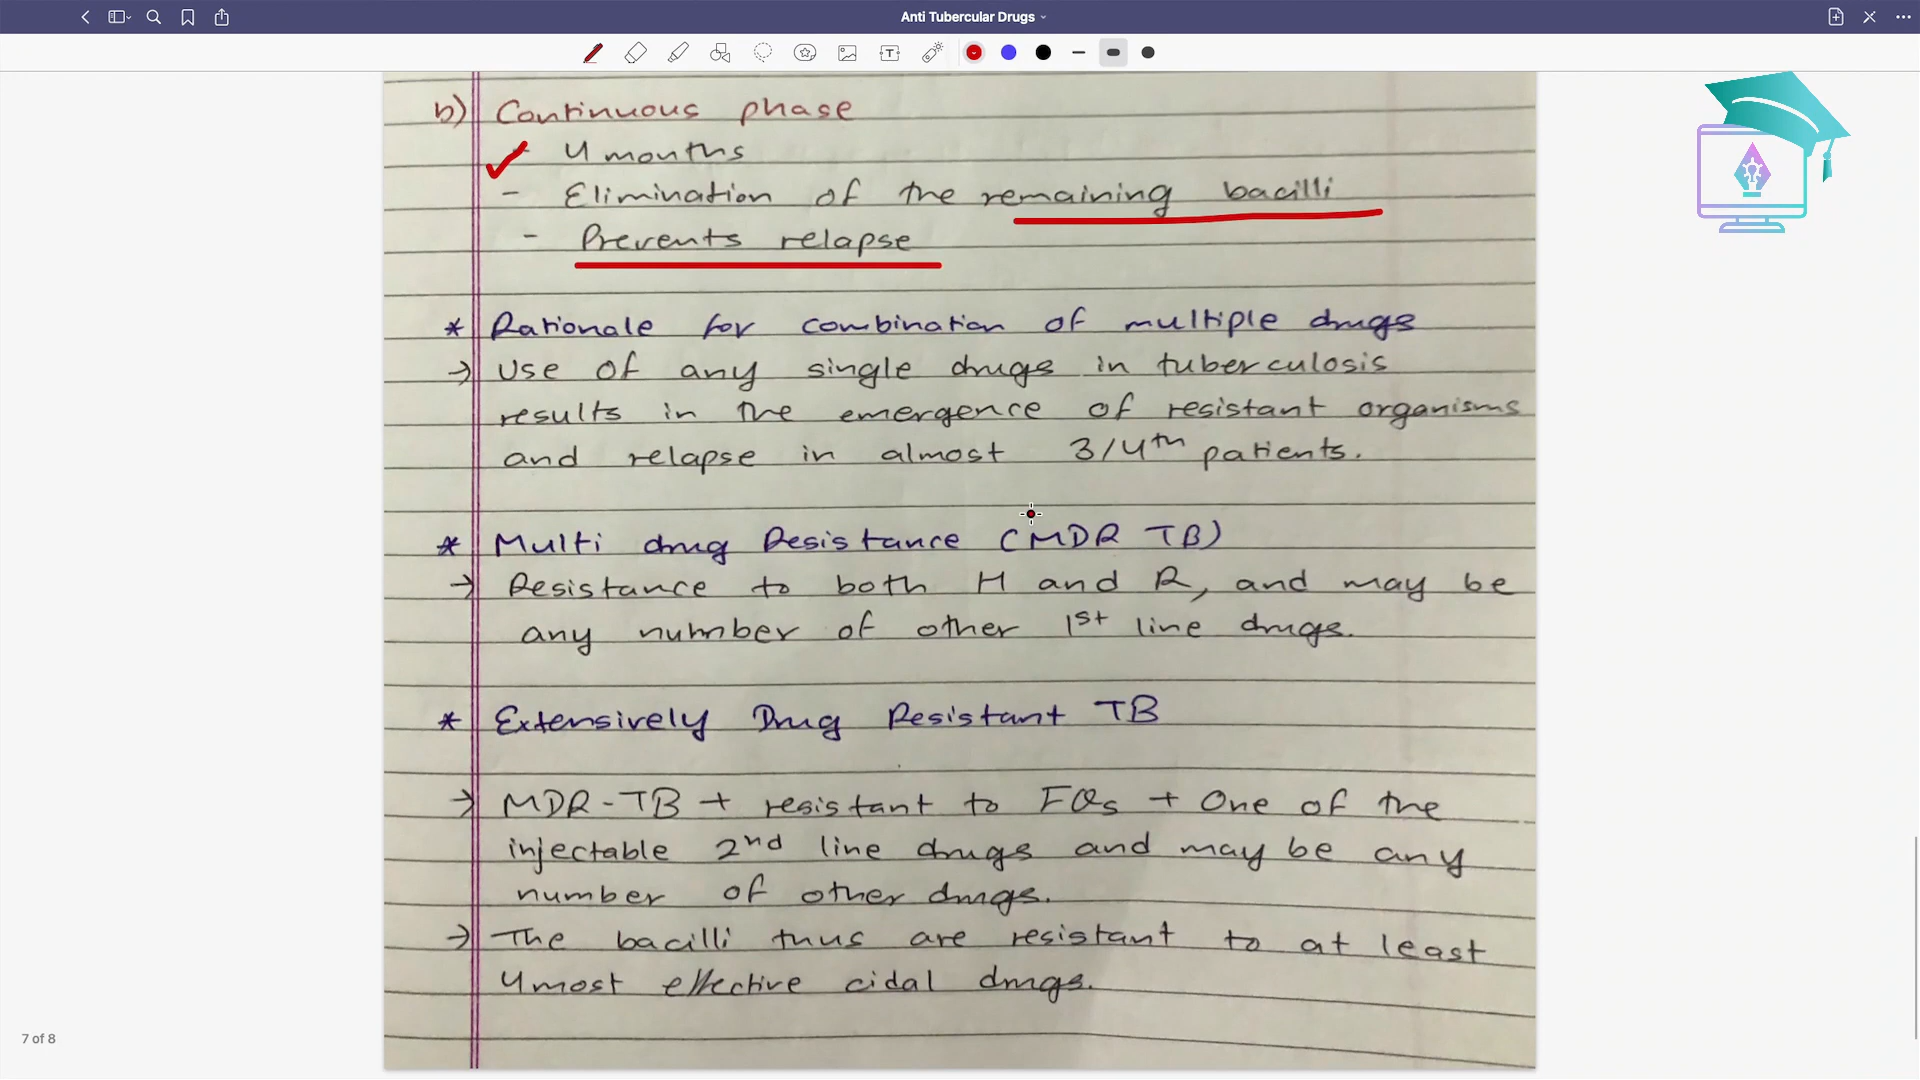 Anti Tubercular Drugs
b) Continuous phase
4 months
- Elimination of the remaining bacilli
- Prevents relapse
* Rationale for combination of multiple drugs
→ Use of any single drugs in tuberculosis
results in the emergence of resistant organisms
and relapse in almost 3/4th patients.
* Multi drug Resistance (MDR TB)
→ Resistance to both H and R, and may be
any number of other 1st line drugs.
* Extensively Drug Resistant TB
→ MDR-TB + resistant to FQs + One of the
injectable 2nd line drugs and may be any
number of other drugs.
→ The bacilli thus are resistant to at least
4 most effective cidal drugs.
7 of 8